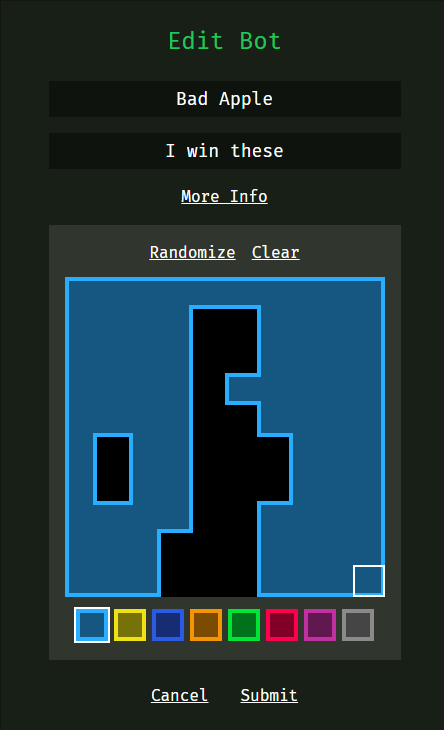 Edit Bot
Bad Apple
I win these
More Info
Randomize Clear
Cancel Submit